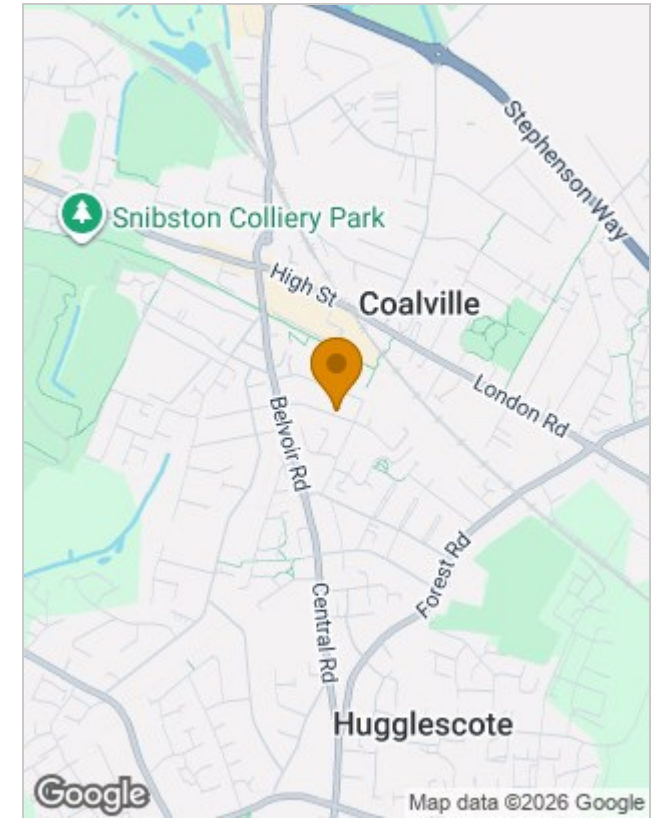 Stephenson Way
Snibston Colliery Park
High St
Coalville
London Rd
Belvoir Rd
Forest Rd
Central Rd
Hugglescote
Google
Map data ©2026 Google